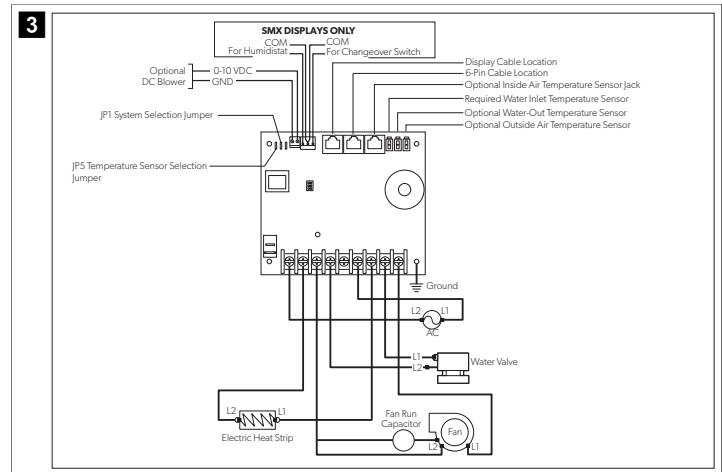 3
SMX DISPLAYS ONLY
COM
COM
For Humidistat
For Changeover Switch
Optional
DC Blower
0-10 VDC
GND
Display Cable Location
6-Pin Cable Location
Optional Inside Air Temperature Sensor Jack
Required Water Inlet Temperature Sensor
Optional Water-Out Temperature Sensor
Optional Outside Air Temperature Sensor
JP1 System Selection Jumper
JP5 Temperature Sensor Selection
Jumper
Ground
L2
L1
AC
L1
L2
Water Valve
L2
L1
Electric Heat Strip
Fan Run
Capacitor
Fan
L2
L1